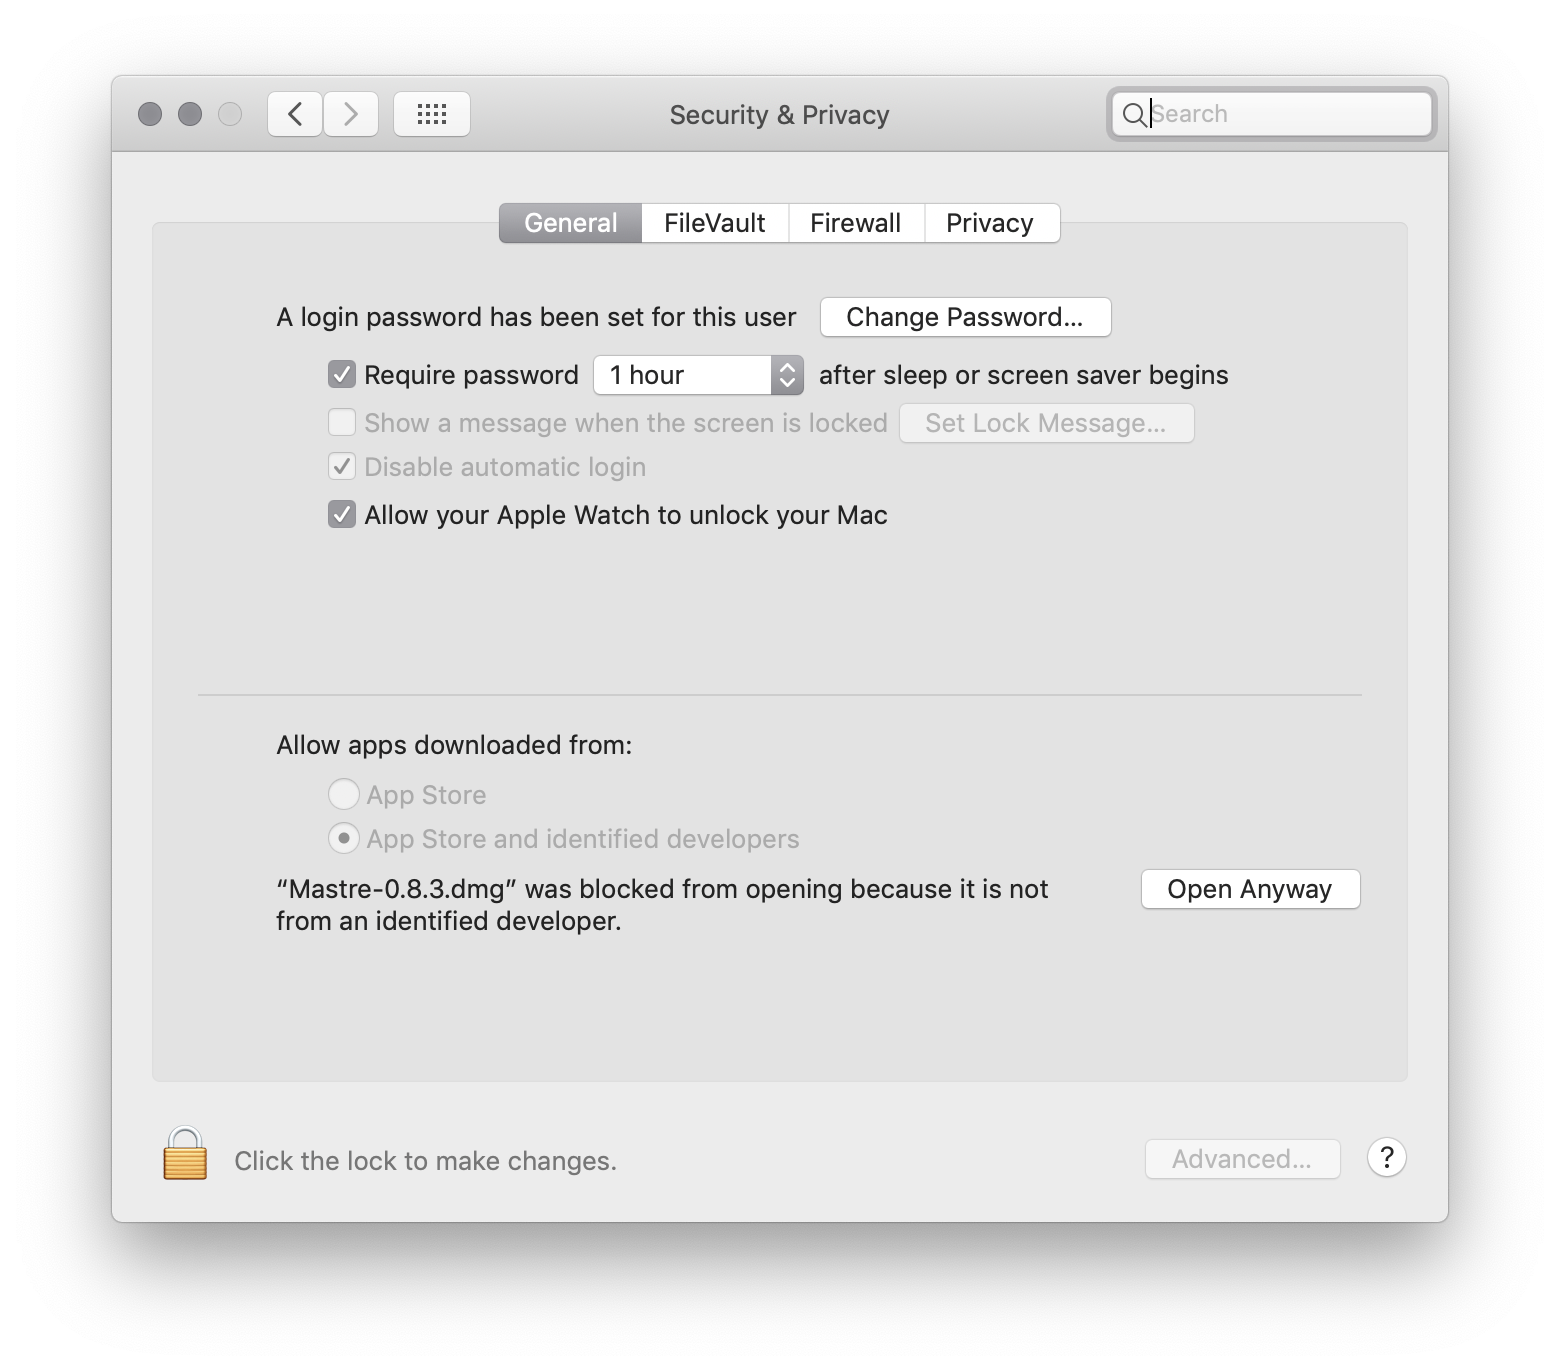 Security & Privacy
Search
General
FileVault
Firewall
Privacy
A login password has been set for this user
Change Password...
Require password
1 hour
after sleep or screen saver begins
Show a message when the screen is locked
Set Lock Message...
Disable automatic login
Allow your Apple Watch to unlock your Mac
Allow apps downloaded from:
App Store
App Store and identified developers
“Mastre-0.8.3.dmg” was blocked from opening because it is not
from an identified developer.
Open Anyway
Click the lock to make changes.
Advanced...
?